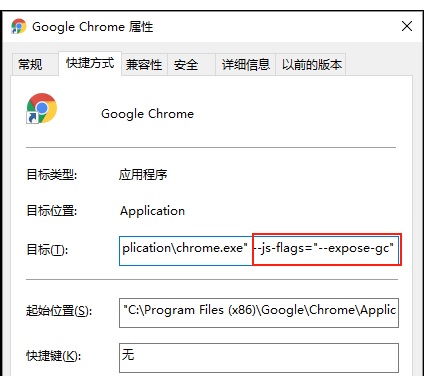 Google Chrome 属性
常规 快捷方式 兼容性 安全 详细信息 以前的版本
Google Chrome
目标类型: 应用程序
目标位置: Application
目标(T): plication\chrome.exe" --js-flags="--expose-gc"
起始位置(S): "C:\Program Files (x86)\Google\Chrome\Applic
快捷键(K): 无